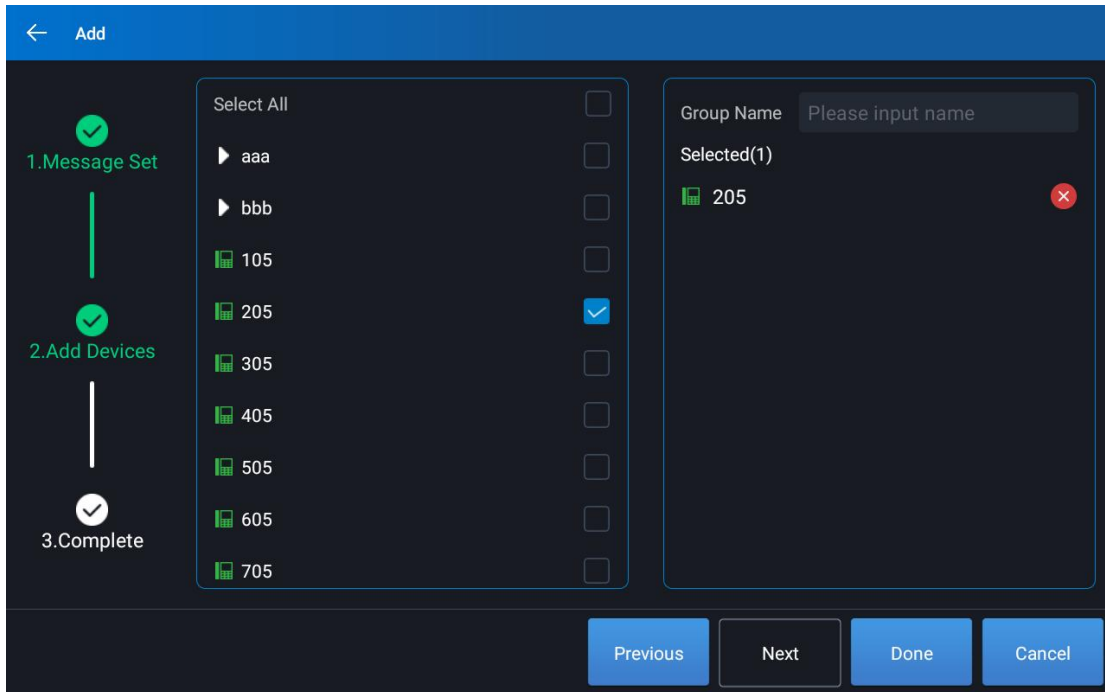 Add
1.Message Set
2.Add Devices
3.Complete
Select All
aaa
bbb
105
205
305
405
505
605
705
Group Name Please input name
Selected(1)
205
Previous Next Done Cancel